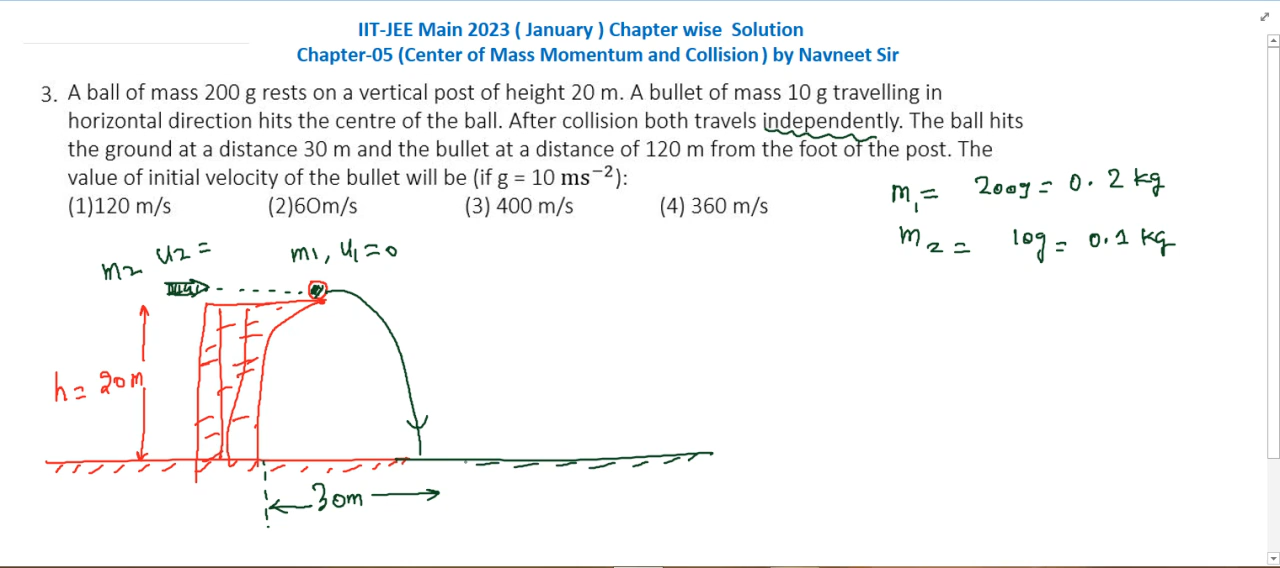 IIT-JEE Main 2023 ( January ) Chapter wise Solution
Chapter-05 (Center of Mass Momentum and Collision) by Navneet Sir
3. A ball of mass 200 g rests on a vertical post of height 20 m. A bullet of mass 10 g travelling in
horizontal direction hits the centre of the ball. After collision both travels independently. The ball hits
the ground at a distance 30 m and the bullet at a distance of 120 m from the foot of the post. The
value of initial velocity of the bullet will be (if g = 10 ms⁻²):
(1)120 m/s (2)60m/s (3) 400 m/s (4) 360 m/s
m₁ = 200g = 0.2 kg
m₂ = 10g = 0.1 kg
m₂ u₂ = m₁, u₁=0
h = 20m
30m